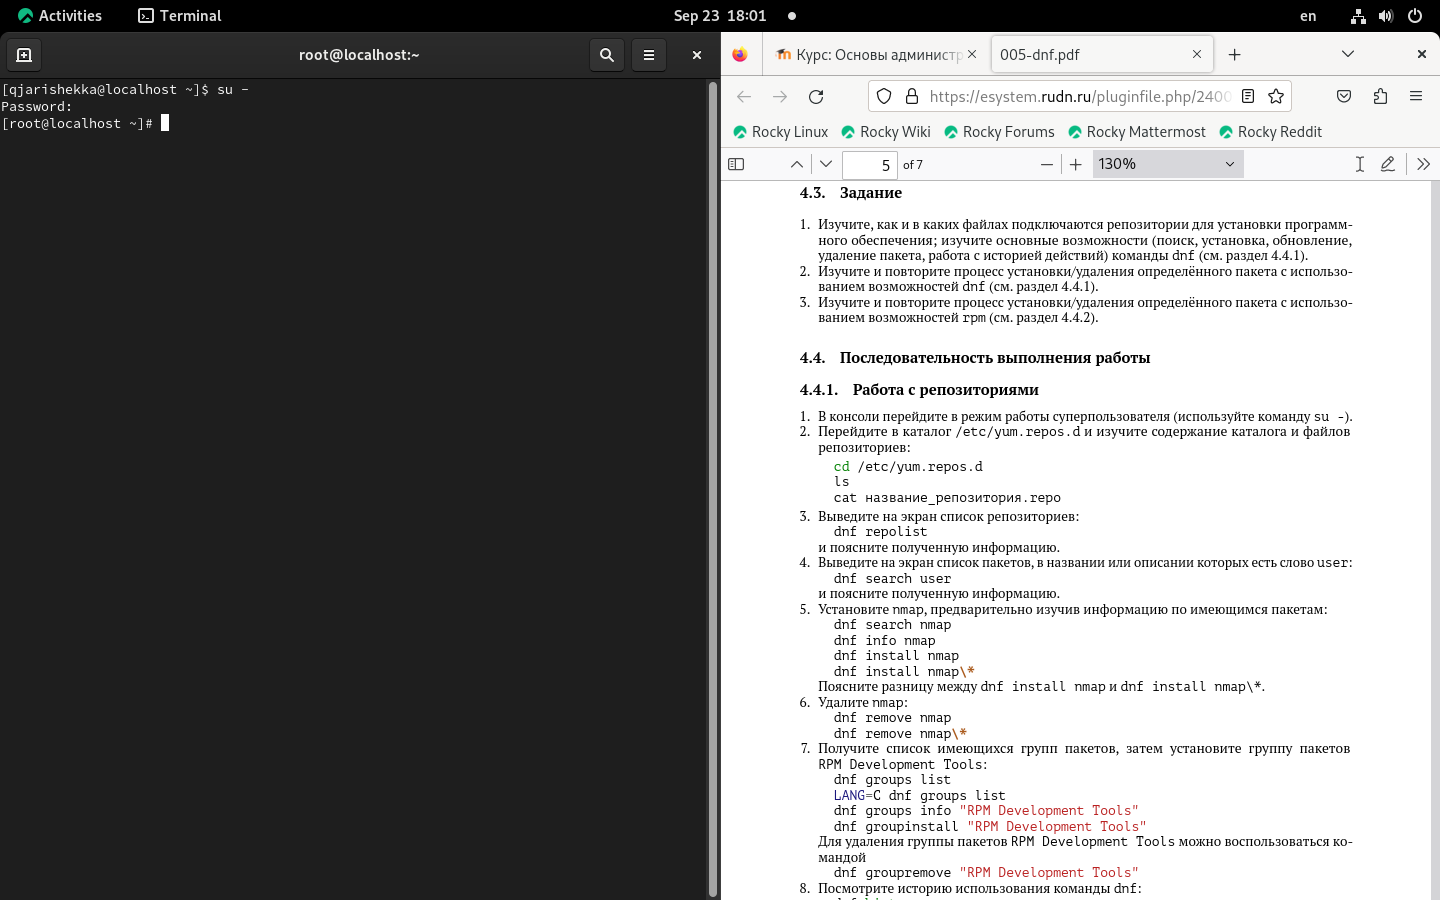 Activities
Terminal
Sep 23 18:01
en
root@localhost:~
[qjarishekka@localhost ~]$ su -
Password:
[root@localhost ~]#
Курс: Основы администр
005-dnf.pdf
https://esystem.rudn.ru/pluginfile.php/2400
Rocky Linux
Rocky Wiki
Rocky Forums
Rocky Mattermost
Rocky Reddit
5 of 7
130%
4.3. Задание
1. Изучите, как и в каких файлах подключаются репозитории для установки программ-
ного обеспечения; изучите основные возможности (поиск, установка, обновление,
удаление пакета, работа с историей действий) команды dnf (см. раздел 4.4.1).
2. Изучите и повторите процесс установки/удаления определённого пакета с использо-
ванием возможностей dnf (см. раздел 4.4.1).
3. Изучите и повторите процесс установки/удаления определённого пакета с использо-
ванием возможностей rpm (см. раздел 4.4.2).
4.4. Последовательность выполнения работы
4.4.1. Работа с репозиториями
1. В консоли перейдите в режим работы суперпользователя (используйте команду su -).
2. Перейдите в каталог /etc/yum.repos.d и изучите содержание каталога и файлов
репозиториев:
cd /etc/yum.repos.d
ls
cat название_репозитория.repo
3. Выведите на экран список репозиториев:
dnf repolist
и поясните полученную информацию.
4. Выведите на экран список пакетов, в названии или описании которых есть слово user:
dnf search user
и поясните полученную информацию.
5. Установите nmap, предварительно изучив информацию по имеющимся пакетам:
dnf search nmap
dnf info nmap
dnf install nmap
dnf install nmap\*
Поясните разницу между dnf install nmap и dnf install nmap\*.
6. Удалите nmap:
dnf remove nmap
dnf remove nmap\*
7. Получите список имеющихся групп пакетов, затем установите группу пакетов
RPM Development Tools:
dnf groups list
LANG=C dnf groups list
dnf groups info "RPM Development Tools"
dnf groupinstall "RPM Development Tools"
Для удаления группы пакетов RPM Development Tools можно воспользоваться ко-
мандой
dnf groupremove "RPM Development Tools"
8. Посмотрите историю использования команды dnf: